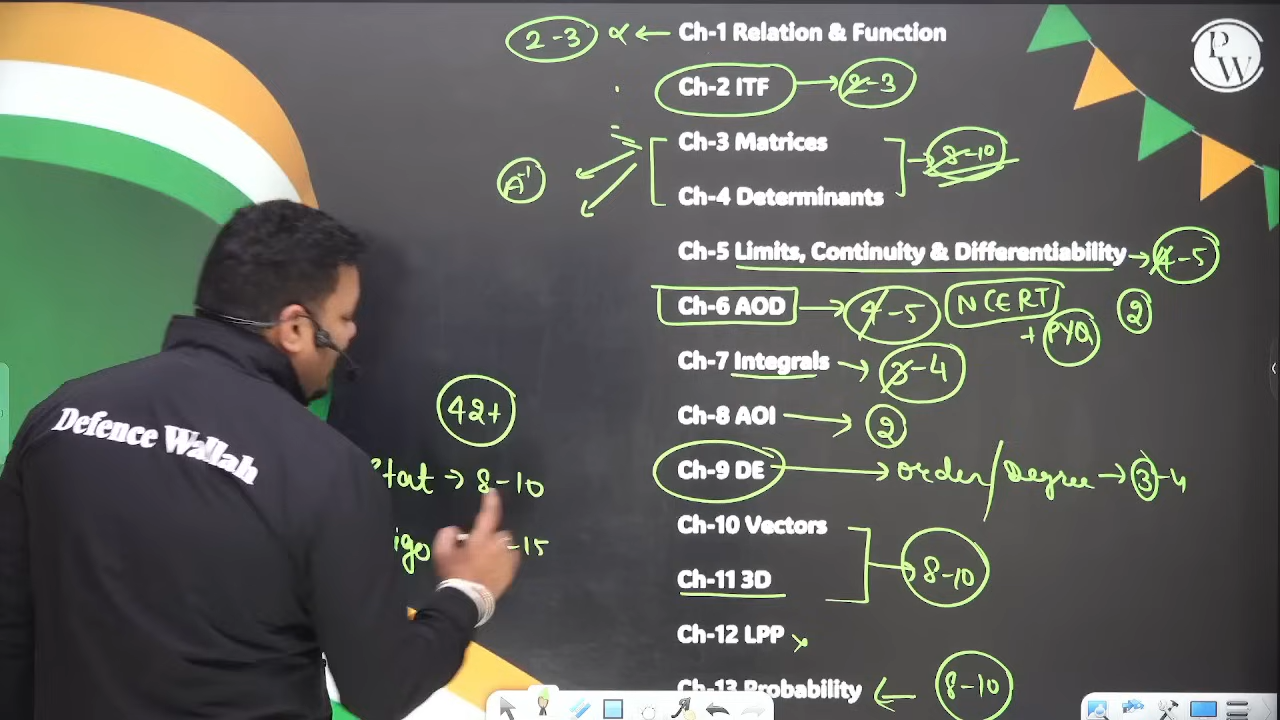 2-3 α ← Ch-1 Relation & Function
Ch-2 ITF → 2-3
Ch-3 Matrices
A⁻¹ 8-10
Ch-4 Determinants
Ch-5 Limits, Continuity & Differentiability → 4-5
Ch-6 AOD → 4-5 NCERT + PYQ 2
Ch-7 Integrals → 3-4
42+
Ch-8 AOI → 2
Ch-9 DE → order/Degree → 3-4
tat → 8-10
Ch-10 Vectors
igo -15
8-10
Ch-11 3D
Ch-12 LPP ×
Ch-13 Probability ← 8-10
Defence Wallah
PW